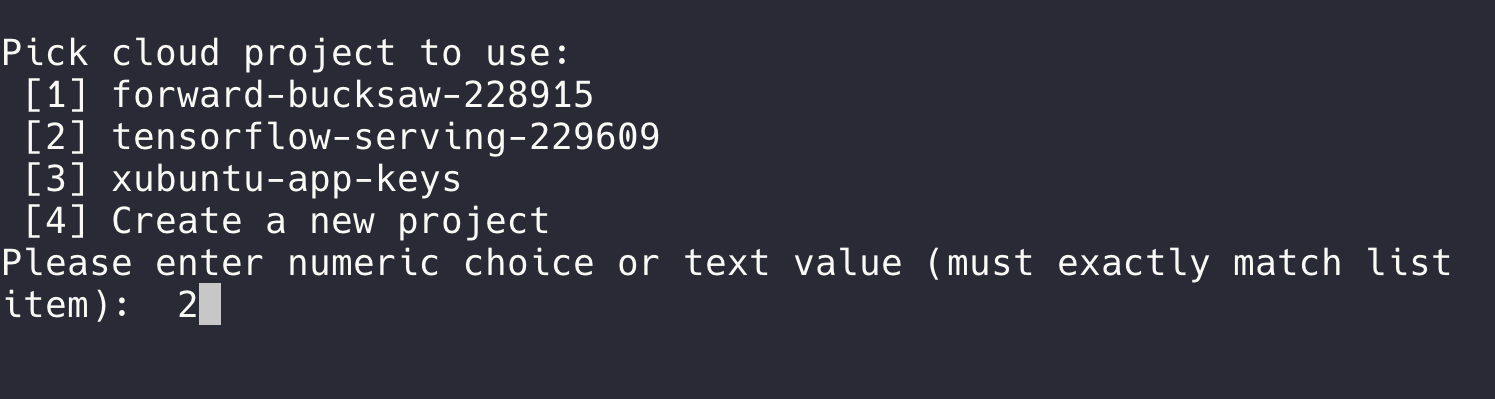 Pick cloud project to use:
[1] forward-bucksaw-228915
[2] tensorflow-serving-229609
[3] xubuntu-app-keys
[4] Create a new project
Please enter numeric choice or text value (must exactly match list
item):  2